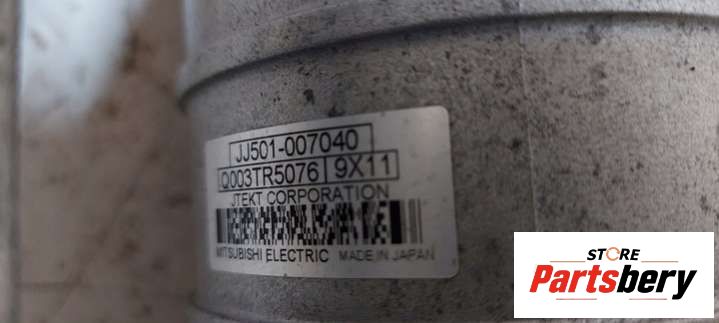 JJ501-007040
Q003TR5076 9X11
JTEKT CORPORATION
MITSUBISHI ELECTRIC MADE IN JAPAN
STORE
Partsbery